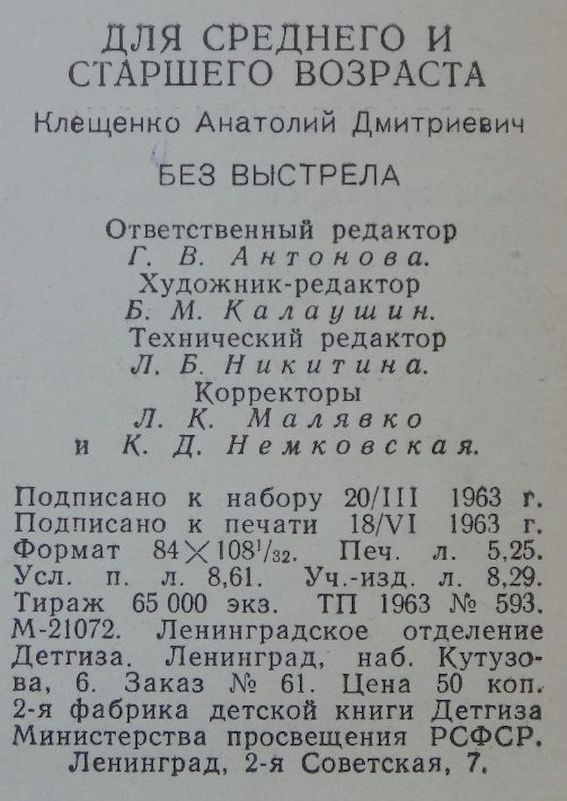 ДЛЯ СРЕДНЕГО И
СТАРШЕГО ВОЗРАСТА
Клещенко Анатолий Дмитриевич
БЕЗ ВЫСТРЕЛА
Ответственный редактор
Г. В. Антонова.
Художник-редактор
Б. М. Калаушин.
Технический редактор
Л. Б. Никитина.
Корректоры
Л. К. Малявко
и К. Д. Немковская.
Подписано к набору 20/III 1963 г.
Подписано к печати 18/VI 1963 г.
Формат 84×108¹/₃₂. Печ. л. 5,25.
Усл. п. л. 8,61. Уч.-изд. л. 8,29.
Тираж 65 000 экз. ТП 1963 № 593.
М-21072. Ленинградское отделение
Детгиза. Ленинград, наб. Кутузо-
ва, 6. Заказ № 61. Цена 50 коп.
2-я фабрика детской книги Детгиза
Министерства просвещения РСФСР.
Ленинград, 2-я Советская, 7.